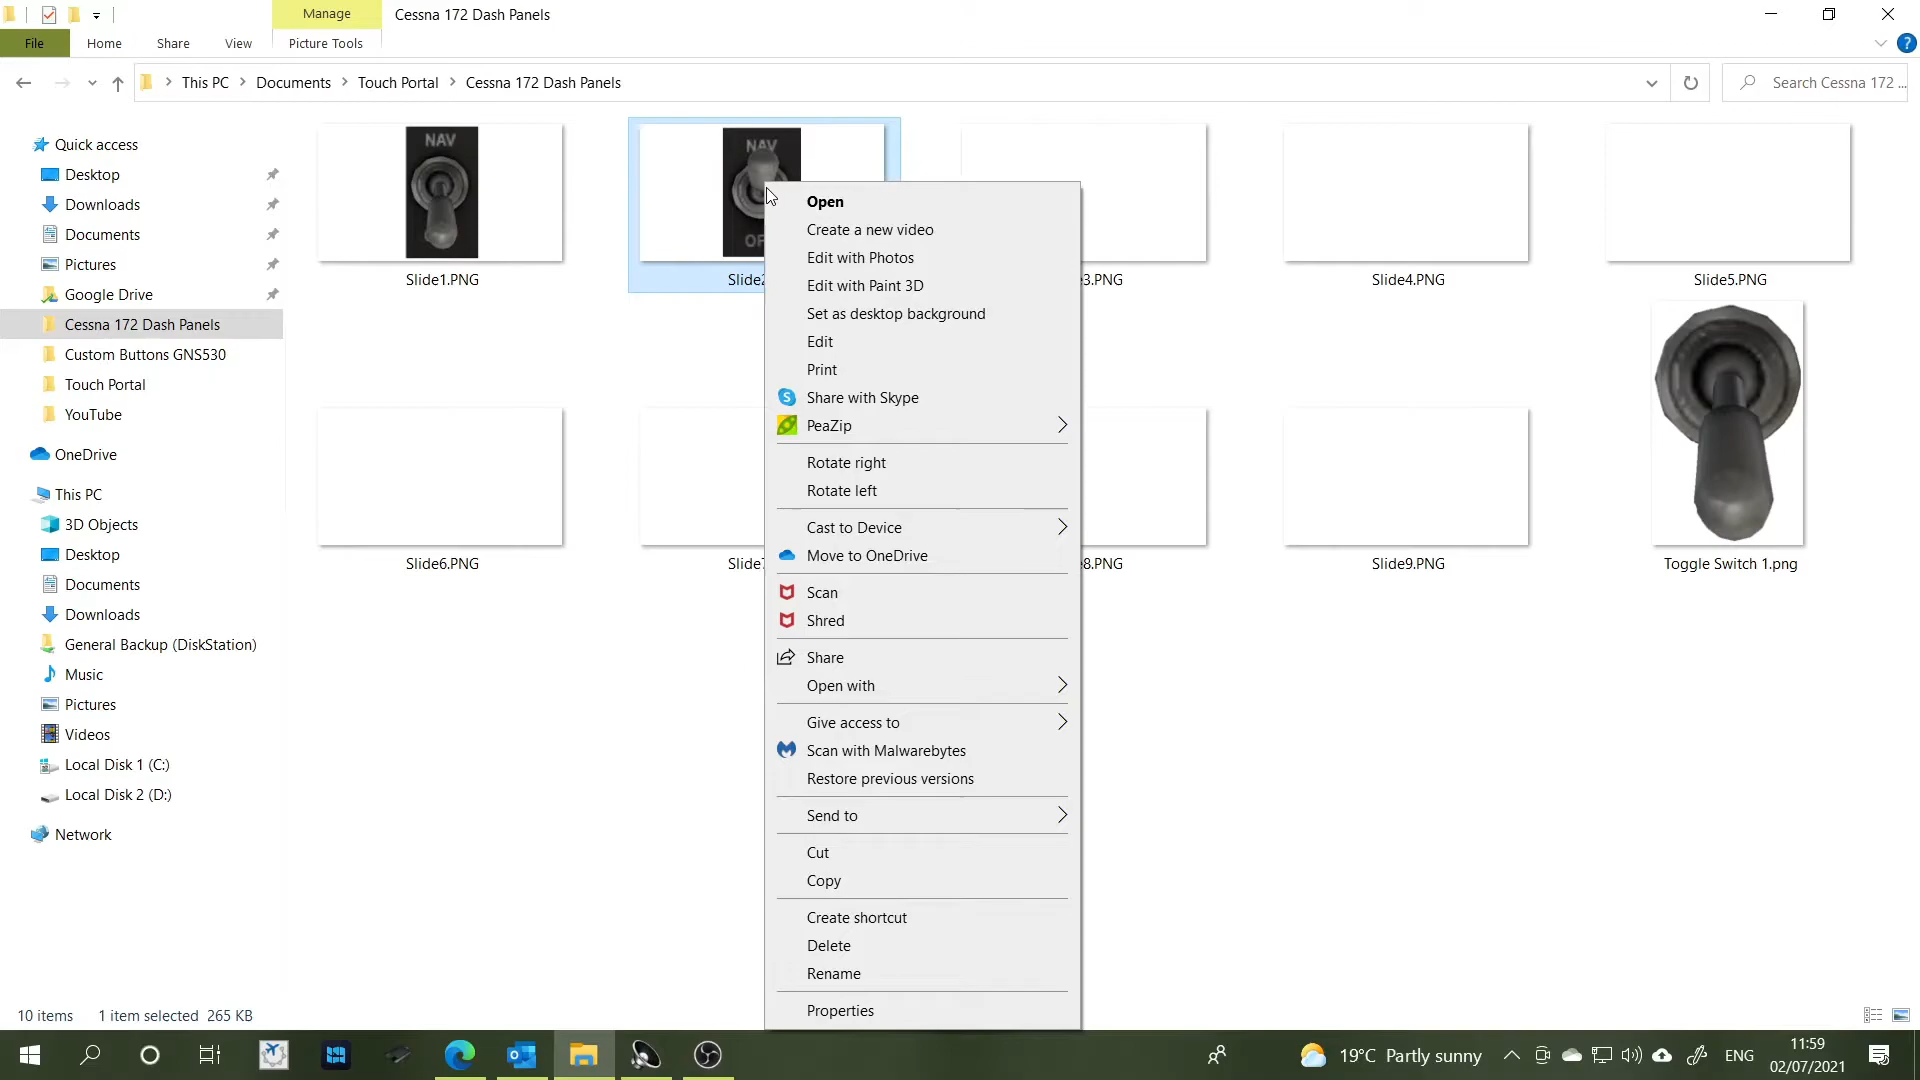 Manage
Cessna 172 Dash Panels
File
Home
Share
View
Picture Tools
?
This PC
Documents
Touch Portal
Cessna 172 Dash Panels
Search Cessna 172 ...
Quick access
Desktop
Downloads
Documents
Pictures
Google Drive
Cessna 172 Dash Panels
Custom Buttons GNS530
Touch Portal
YouTube
OneDrive
This PC
3D Objects
Desktop
Documents
Downloads
General Backup (DiskStation)
Music
Pictures
Videos
Local Disk 1 (C:)
Local Disk 2 (D:)
Network
NAV
Slide1.PNG
NAV
Slide4.PNG
Slide5.PNG
Slide6.PNG
Slide9.PNG
Toggle Switch 1.png
Open
Create a new video
Edit with Photos
Edit with Paint 3D
Set as desktop background
Edit
Print
Share with Skype
PeaZip
Rotate right
Rotate left
Cast to Device
Move to OneDrive
Scan
Shred
Share
Open with
Give access to
Scan with Malwarebytes
Restore previous versions
Send to
Cut
Copy
Create shortcut
Delete
Rename
Properties
10 items
1 item selected 265 KB
19°C Partly sunny
ENG
11:59
02/07/2021